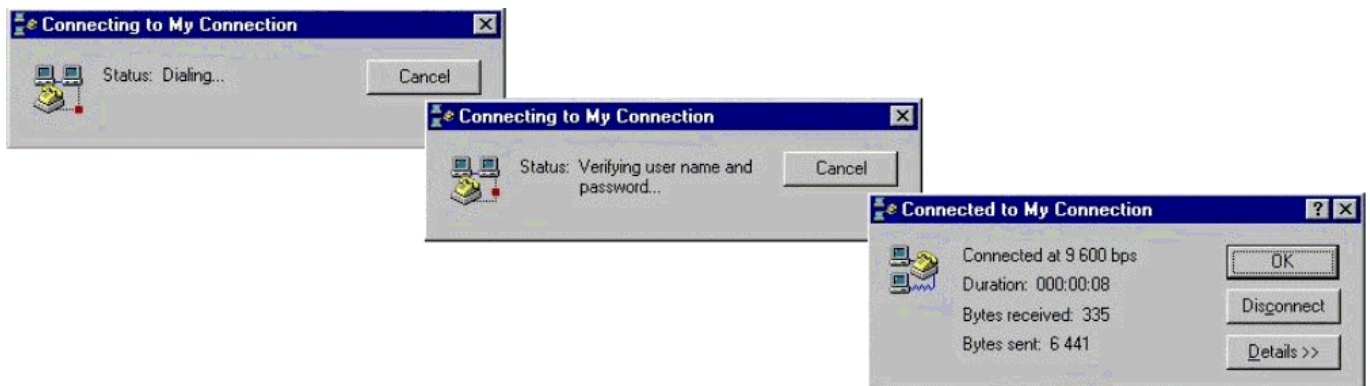 Connecting to My Connection
Status: Dialing...
Cancel
Connecting to My Connection
Status: Verifying user name and
password...
Cancel
Connected to My Connection
Connected at 9 600 bps
Duration: 000:00:08
Bytes received: 335
Bytes sent: 6 441
OK
Disconnect
Details >>